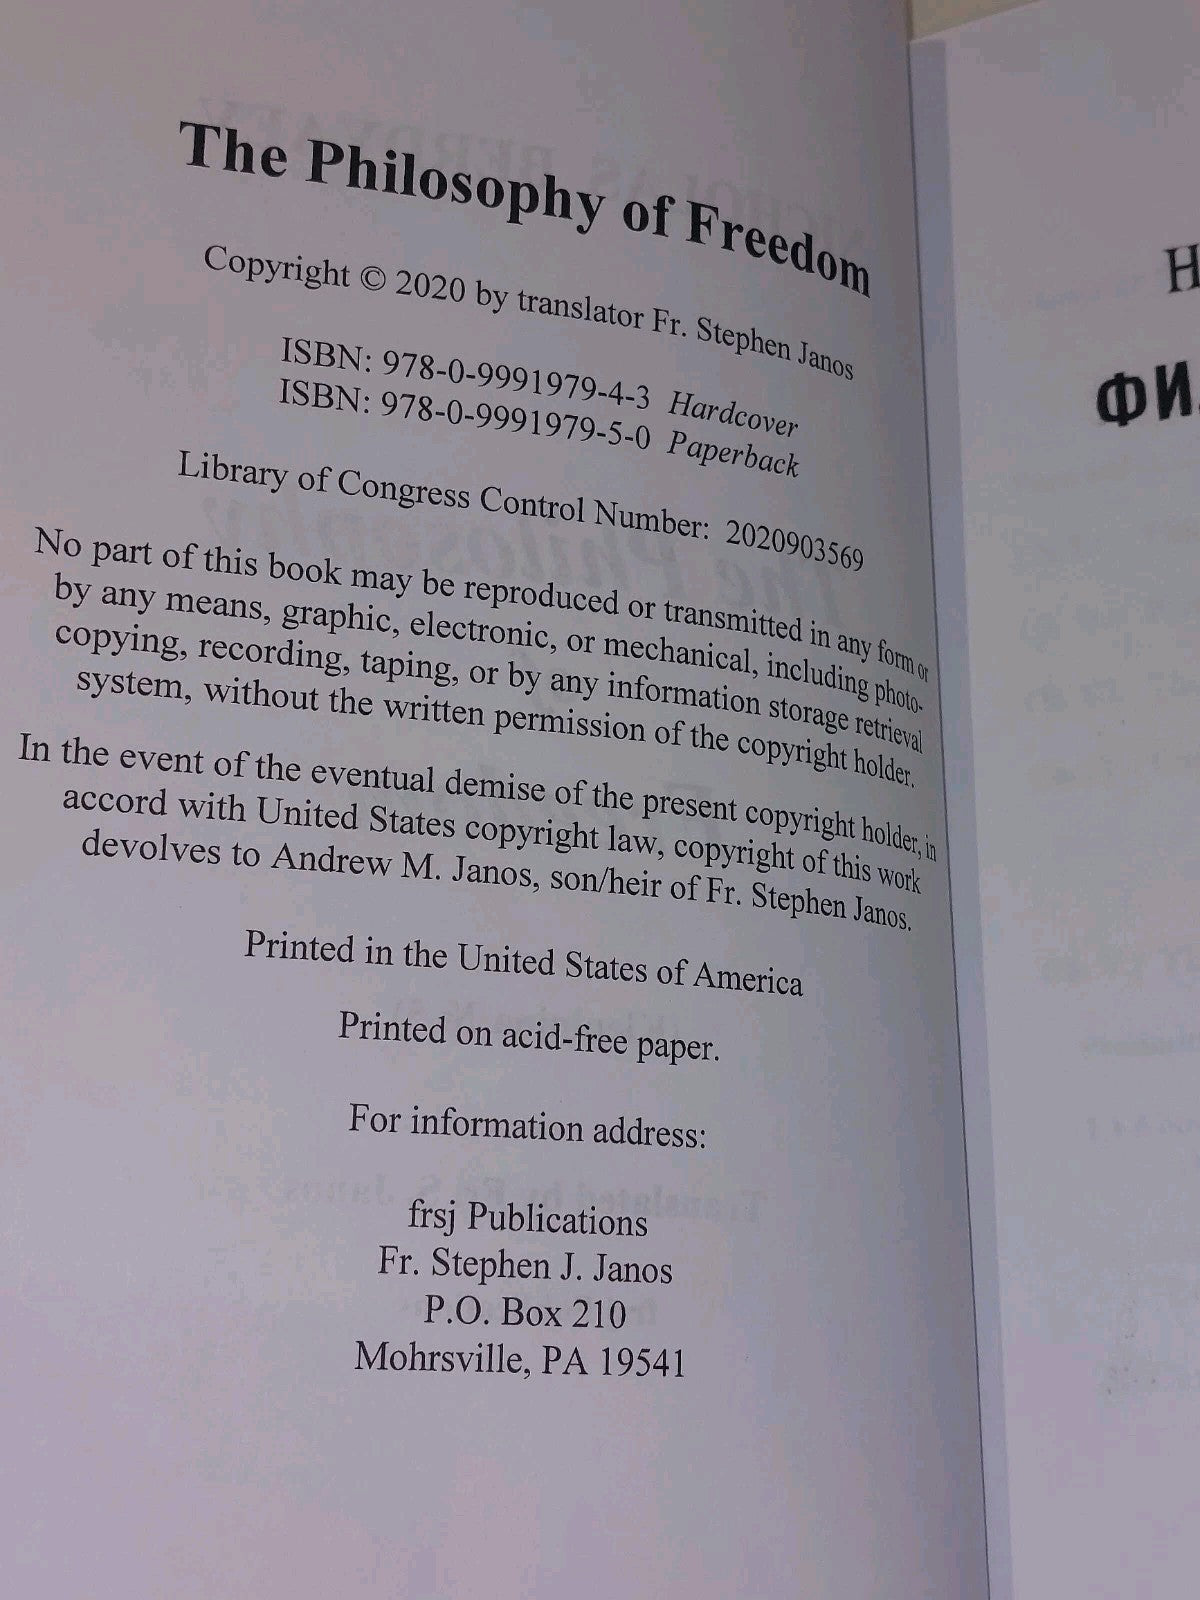 The Philosophy of Freedom
Copyright © 2020 by translator Fr. Stephen Janos
ISBN: 978-0-9991979-4-3 Hardcover
ISBN: 978-0-9991979-5-0 Paperback
Library of Congress Control Number: 2020903569
No part of this book may be reproduced or transmitted in any form or
by any means, graphic, electronic, or mechanical, including photo-
copying, recording, taping, or by any information storage retrieval
system, without the written permission of the copyright holder.
In the event of the eventual demise of the present copyright holder, in
accord with United States copyright law, copyright of this work
devolves to Andrew M. Janos, son/heir of Fr. Stephen Janos.
Printed in the United States of America
Printed on acid-free paper.
For information address:
frsj Publications
Fr. Stephen J. Janos
P.O. Box 210
Mohrsville, PA 19541
Н
ФИ